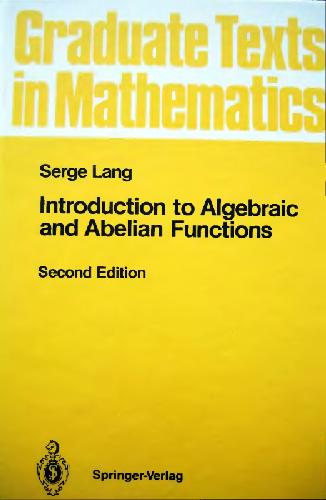 Graduate Texts
in Mathematics
Serge Lang
Introduction to Algebraic
and Abelian Functions
Second Edition
Springer-Verlag